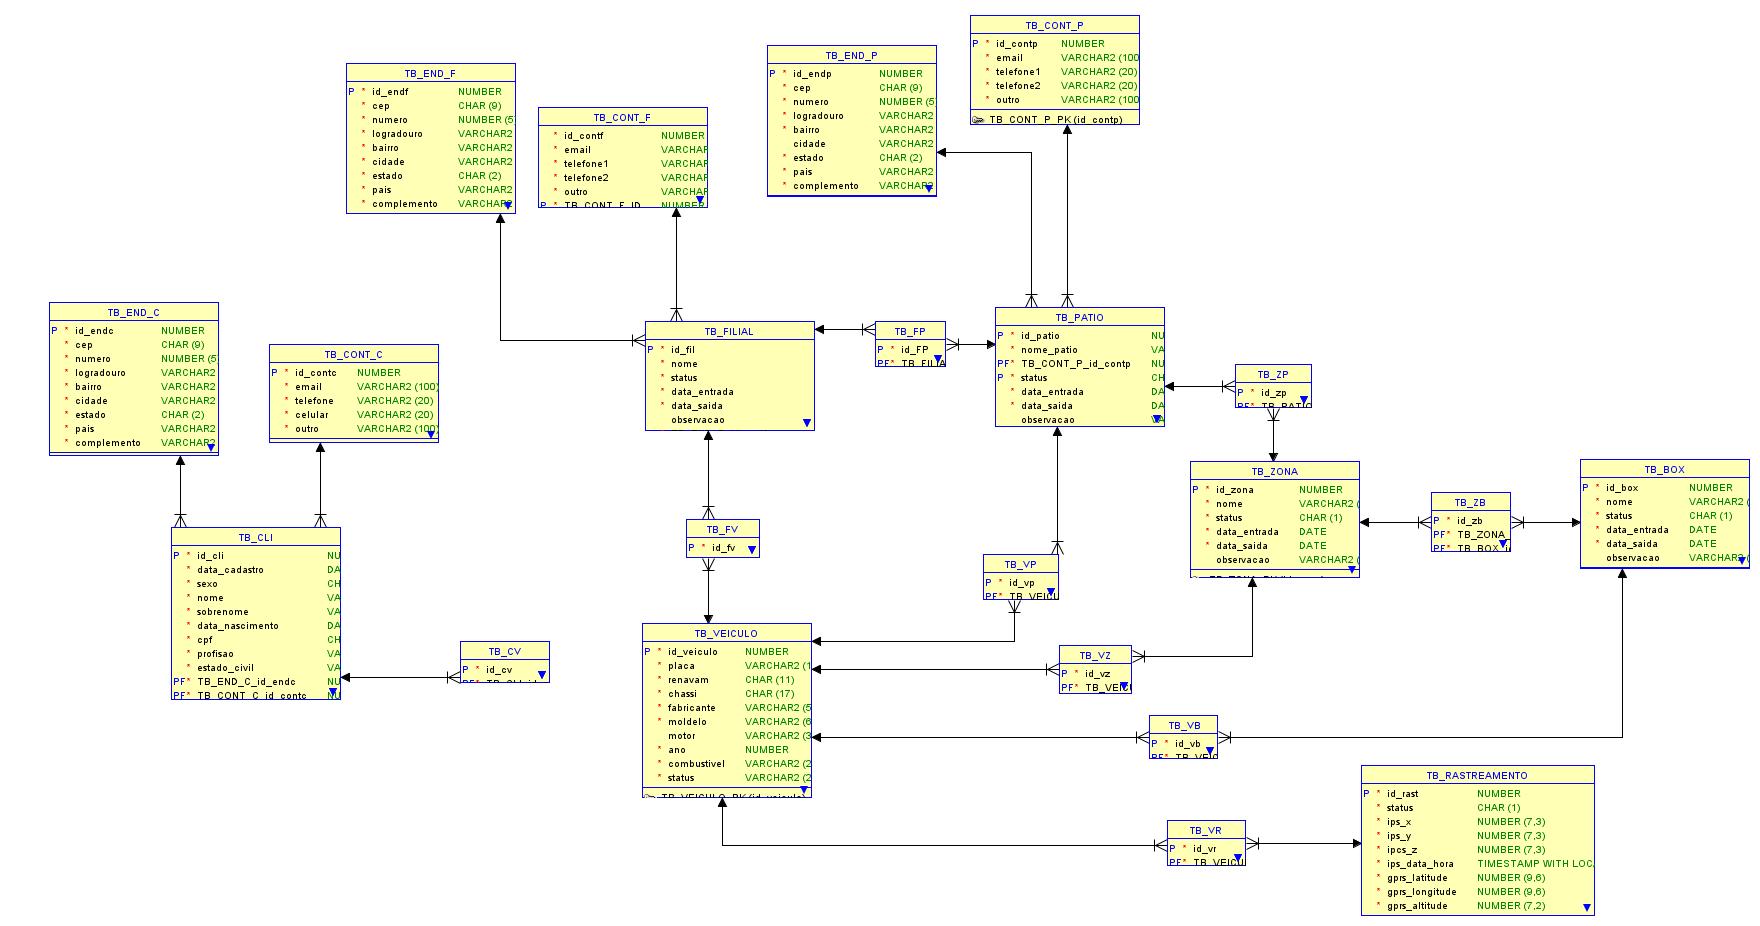 TB_CONT_P
P * id_contp NUMBER
* email VARCHAR2 (100
* telefone1 VARCHAR2 (20)
* telefone2 VARCHAR2 (20)
* outro VARCHAR2 (100
TB_CONT_P_PK (id_contp)
TB_END_P
P * id_endp NUMBER
* cep CHAR (9)
* numero NUMBER (5
* logradouro VARCHAR2
* bairro VARCHAR2
cidade VARCHAR2
* estado CHAR (2)
* pais VARCHAR2
* complemento VARCHAR2
TB_END_F
P * id_endf NUMBER
* cep CHAR (9)
* numero NUMBER (5
* logradouro VARCHAR2
* bairro VARCHAR2
* cidade VARCHAR2
* estado CHAR (2)
* pais VARCHAR2
* complemento VARCHAR2
TB_CONT_F
* id_contf NUMBER
* email VARCHAR
* telefone1 VARCHAR
* telefone2 VARCHAR
* outro VARCHAR
P * TB_CONT_F_ID NUMBER
TB_END_C
P * id_endc NUMBER
* cep CHAR (9)
* numero NUMBER (5
* logradouro VARCHAR2
* bairro VARCHAR2
* cidade VARCHAR2
* estado CHAR (2)
* pais VARCHAR2
* complemento VARCHAR2
TB_CONT_C
P * id_contc NUMBER
* email VARCHAR2 (100)
* telefone VARCHAR2 (20)
* celular VARCHAR2 (20)
* outro VARCHAR2 (100)
TB_FILIAL
P * id_fil
* nome
* status
* data_entrada
* data_saida
observacao
TB_FP
P * id_FP
PF* TB_FILIA
TB_PATIO
P * id_patio NU
* nome_patio VA
PF* TB_CONT_P_id_contp NU
P * status CH
* data_entrada DA
* data_saida DA
observacao VA
TB_ZP
P * id_zp
PF* TB_PATIO
TB_ZONA
P * id_zona NUMBER
* nome VARCHAR2 (
* status CHAR (1)
* data_entrada DATE
* data_saida DATE
observacao VARCHAR2 (
TB_ZB
P * id_zb
PF* TB_ZONA
PF* TB_BOX_i
TB_BOX
P * id_box NUMBER
* nome VARCHAR2 (
* status CHAR (1)
* data_entrada DATE
* data_saida DATE
observacao VARCHAR2 (
TB_CLI
P * id_cli NU
* data_cadastro DA
* sexo CH
* nome VA
* sobrenome VA
* data_nascimento DA
* cpf CH
* profisao VA
* estado_civil VA
PF* TB_END_C_id_endc NU
PF* TB_CONT_C_id_contc NU
TB_CV
P * id_cv
TB_FV
P * id_fv
TB_VP
P * id_vp
PF* TB_VEICU
TB_VEICULO
P * id_veiculo NUMBER
* placa VARCHAR2 (1
* renavam CHAR (11)
* chassi CHAR (17)
* fabricante VARCHAR2 (5
* moldelo VARCHAR2 (6
motor VARCHAR2 (3
* ano NUMBER
* combustivel VARCHAR2 (2
* status VARCHAR2 (2
TB_VEICULO_PK (id_veiculo)
TB_VZ
P * id_vz
PF* TB_VEICU
TB_VB
P * id_vb
PF* TB_VEIC
TB_VR
P * id_vr
PF* TB_VEICU
TB_RASTREAMENTO
P * id_rast NUMBER
* status CHAR (1)
* ips_x NUMBER (7,3)
* ips_y NUMBER (7,3)
* ipcs_z NUMBER (7,3)
* ips_data_hora TIMESTAMP WITH LOC
* gprs_latitude NUMBER (9,6)
* gprs_longitude NUMBER (9,6)
* gprs_altitude NUMBER (7,2)